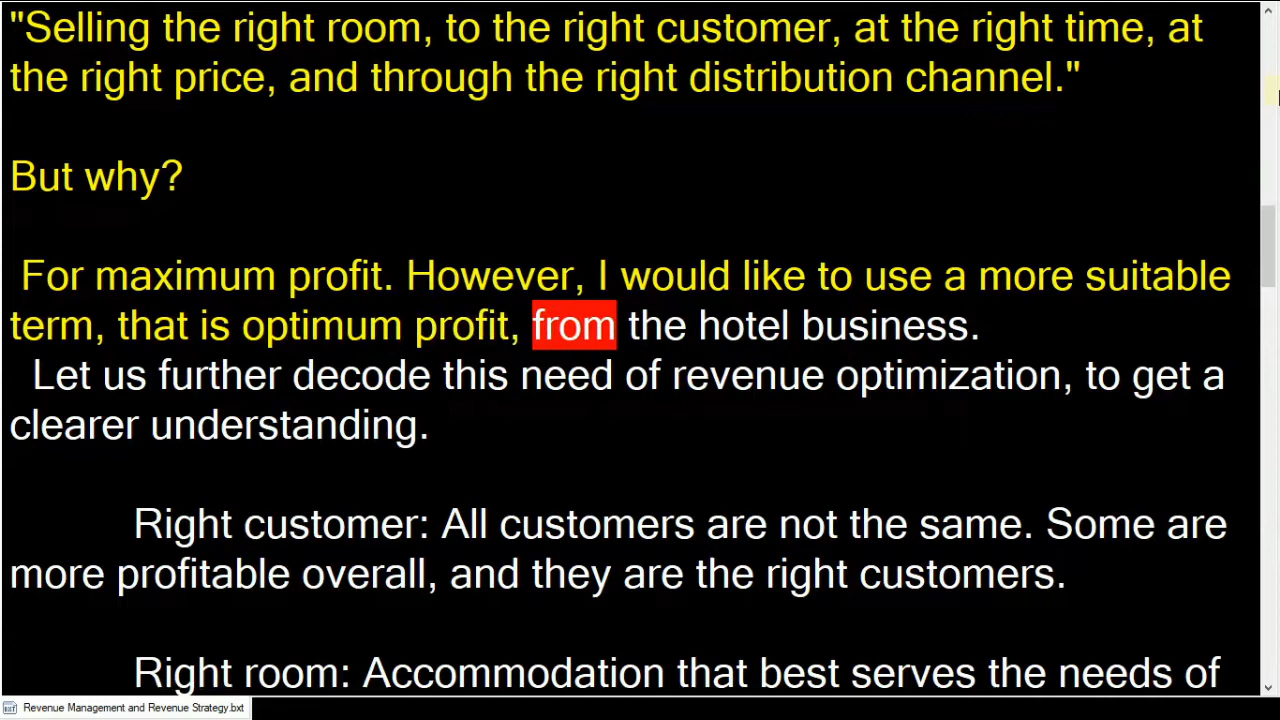 "Selling the right room, to the right customer, at the right time, at
the right price, and through the right distribution channel."
But why?
For maximum profit. However, I would like to use a more suitable
term, that is optimum profit, from the hotel business.
Let us further decode this need of revenue optimization, to get a
clearer understanding.
Right customer: All customers are not the same. Some are
more profitable overall, and they are the right customers.
Right room: Accommodation that best serves the needs of
Revenue Management and Revenue Strategy.bxt